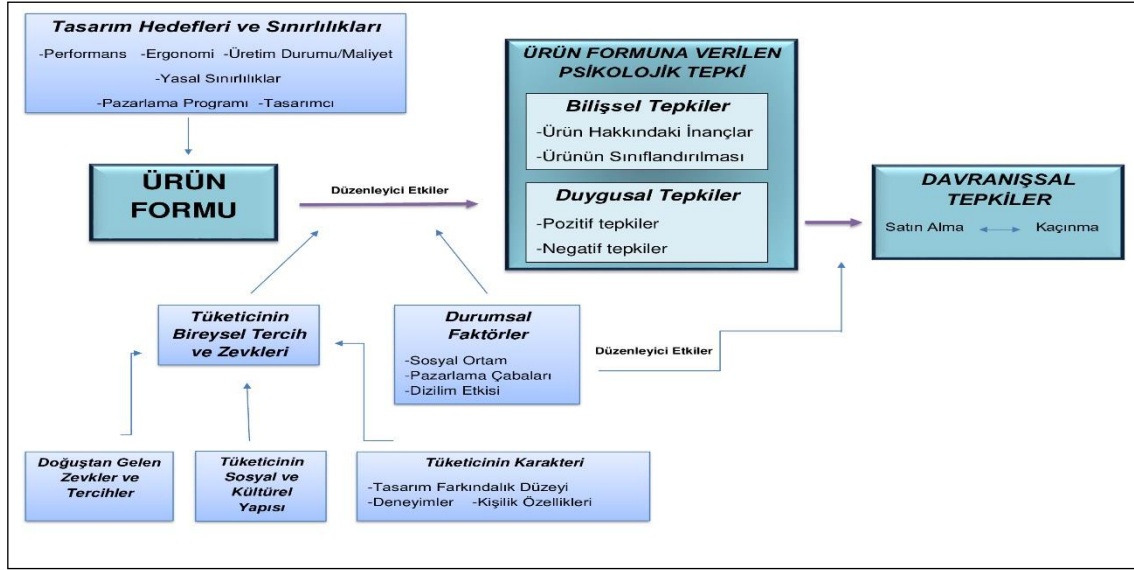 Tasarım Hedefleri ve Sınırlılıkları
-Performans -Ergonomi -Üretim Durumu/Maliyet
-Yasal Sınırlılıklar
-Pazarlama Programı -Tasarımcı
ÜRÜN
FORMU
Düzenleyici Etkiler
ÜRÜN FORMUNA VERİLEN
PSİKOLOJİK TEPKİ
Bilişsel Tepkiler
-Ürün Hakkındaki İnançlar
-Ürünün Sınıflandırılması
Duygusal Tepkiler
-Pozitif tepkiler
-Negatif tepkiler
DAVRANIŞSAL
TEPKİLER
Satın Alma Kaçınma
Tüketicinin
Bireysel Tercih
ve Zevkleri
Durumsal
Faktörler
-Sosyal Ortam
-Pazarlama Çabaları
-Dizilim Etkisi
Düzenleyici Etkiler
Doğuştan Gelen
Zevkler ve
Tercihler
Tüketicinin
Sosyal ve
Kültürel
Yapısı
Tüketicinin Karakteri
-Tasarım Farkındalık Düzeyi
-Deneyimler -Kişilik Özellikleri